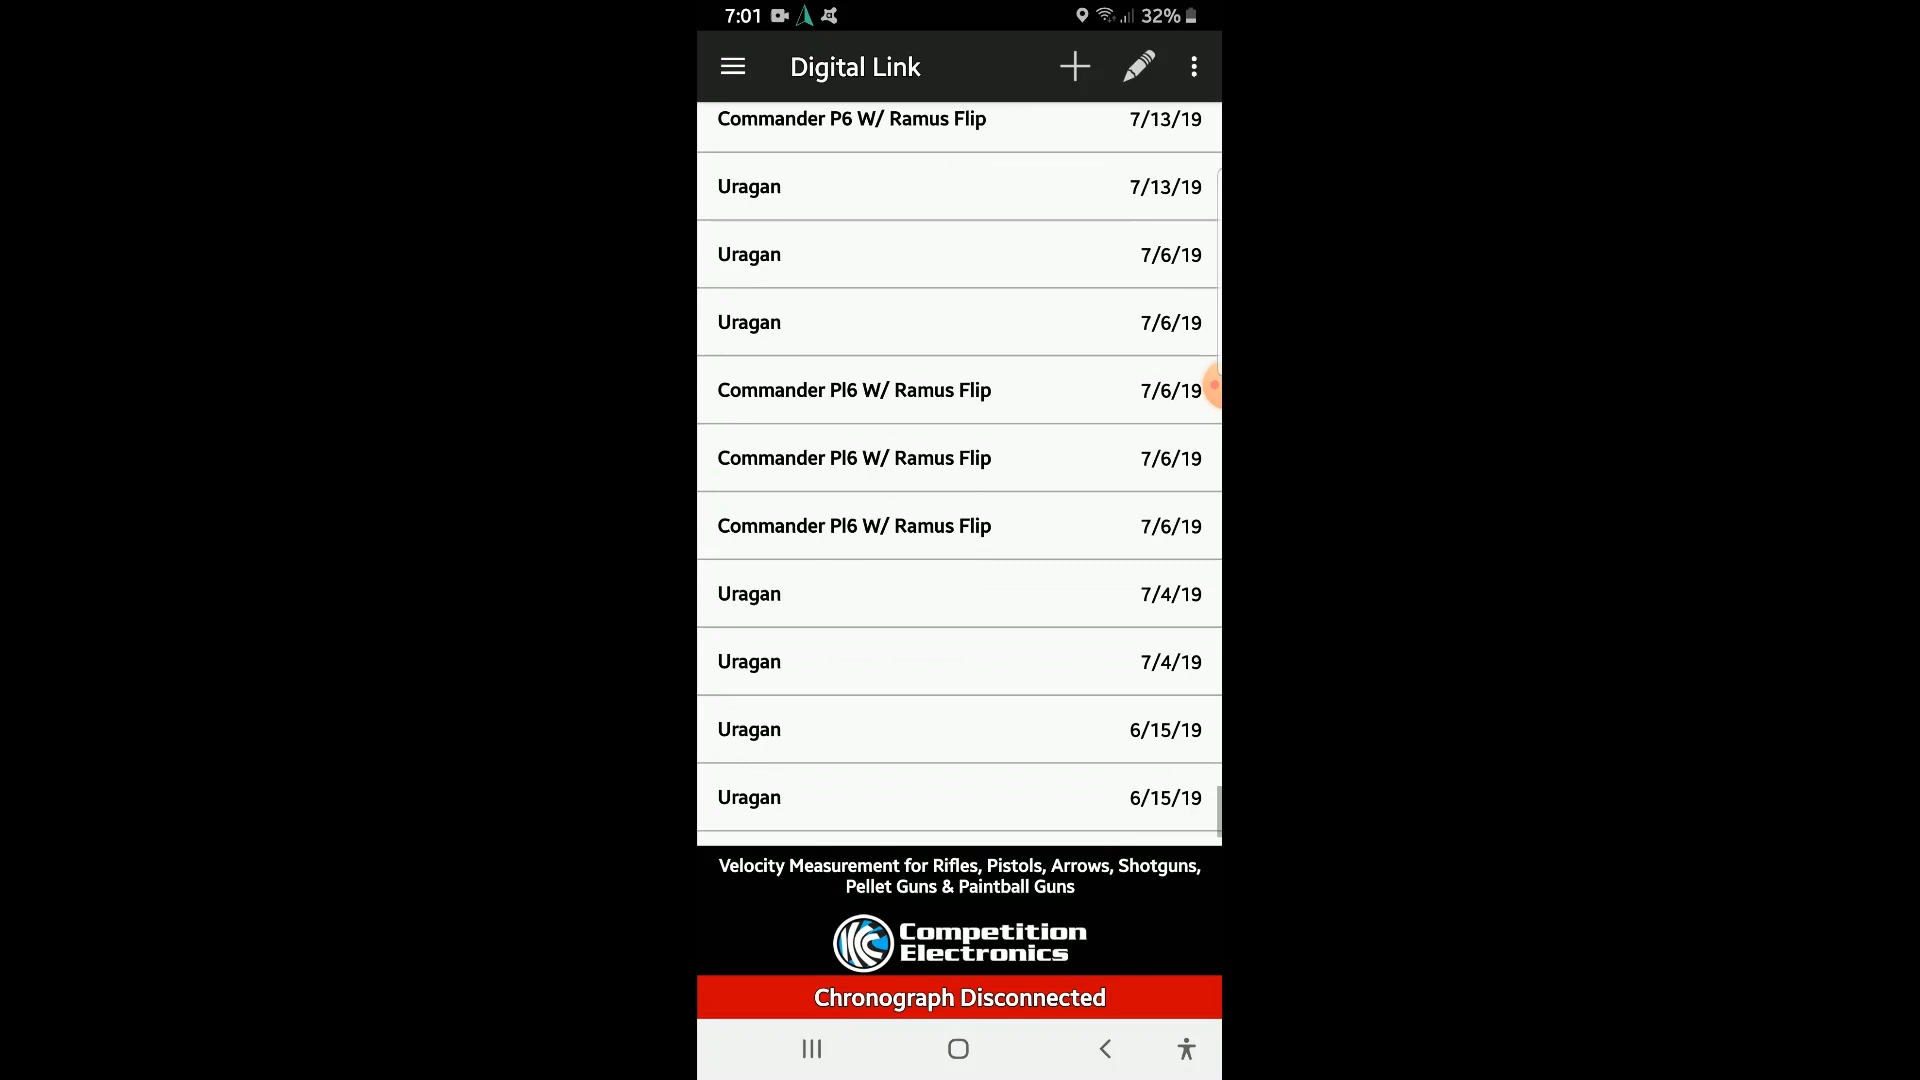 7:01 32%
Digital Link
Commander P6 W/ Ramus Flip 7/13/19
Uragan 7/13/19
Uragan 7/6/19
Uragan 7/6/19
Commander Pl6 W/ Ramus Flip 7/6/19
Commander Pl6 W/ Ramus Flip 7/6/19
Commander Pl6 W/ Ramus Flip 7/6/19
Uragan 7/4/19
Uragan 7/4/19
Uragan 6/15/19
Uragan 6/15/19
Velocity Measurement for Rifles, Pistols, Arrows, Shotguns,
Pellet Guns & Paintball Guns
Competition
Electronics
Chronograph Disconnected